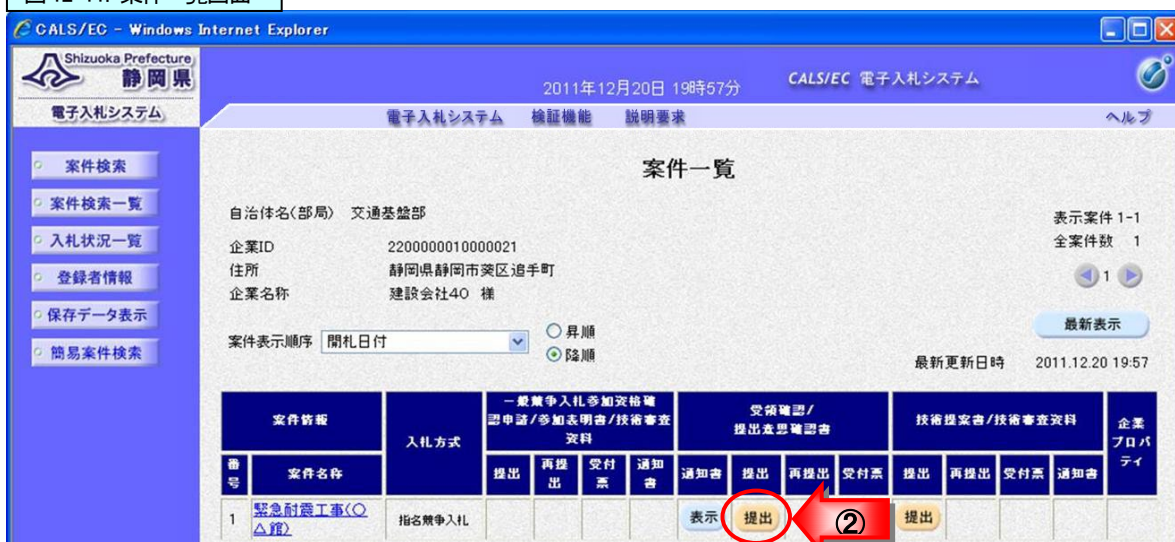 CALS/EC - Windows Internet Explorer
Shizuoka Prefecture
静岡県
電子入札システム
2011年12月20日 19時57分
CALS/EC 電子入札システム
電子入札システム 検証機能 説明要求 ヘルプ
案件検索
案件検索一覧
入札状況一覧
登録者情報
保存データ表示
簡易案件検索
案件一覧
自治体名(部局) 交通基盤部
企業ID 2200000010000021
住所 静岡県静岡市葵区追手町
企業名称 建設会社40 様
表示案件 1-1
全案件数 1
1
案件表示順序 開札日付
昇順
降順
最新表示
最新更新日時 2011.12.20 19:57
案件情報
入札方式
一般競争入札参加資格確
認申請/参加表明書/技術審査
資料
受領確認/
提出意思確認書
技術提案書/技術審査資料
企業
プロパ
ティ
番号 案件名称 提出 再提出 受付票 通知書 通知書 提出 再提出 受付票 提出 再提出 受付票 通知書
1 緊急耐震工事(〇 指名競争入札 表示 提出 ② 提出
△館)